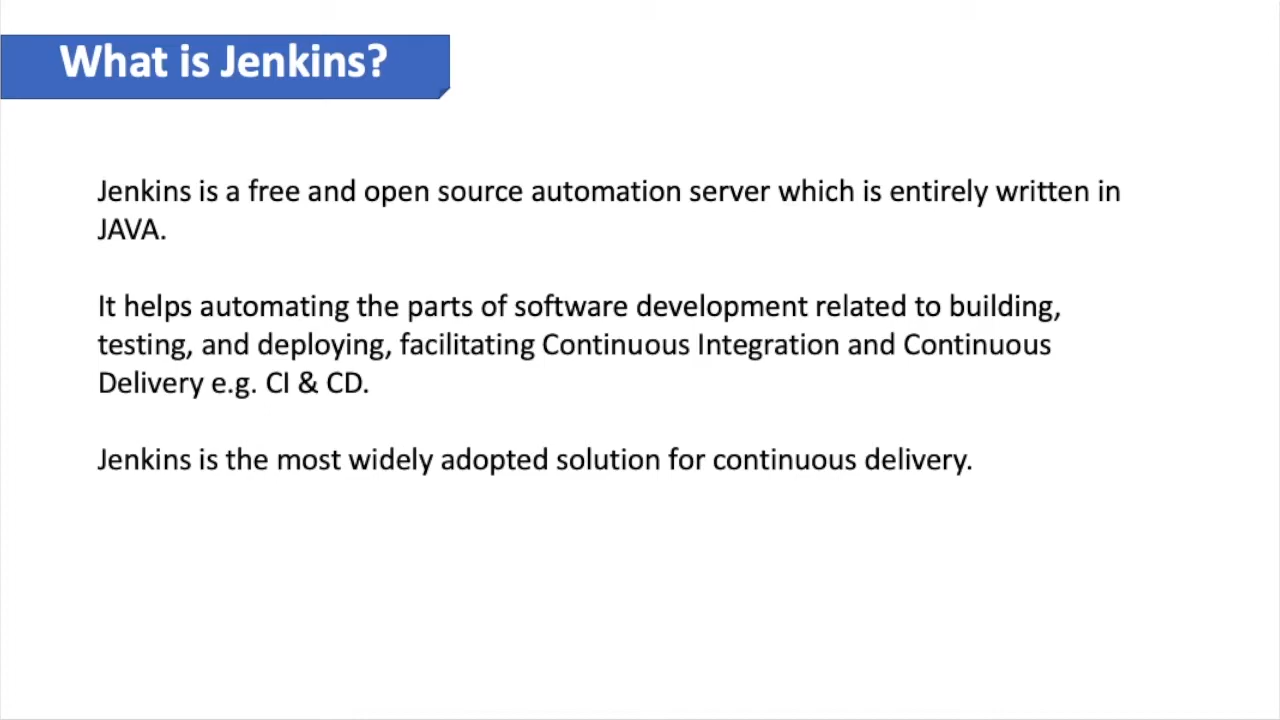 What is Jenkins?
Jenkins is a free and open source automation server which is entirely written in
JAVA.
It helps automating the parts of software development related to building,
testing, and deploying, facilitating Continuous Integration and Continuous
Delivery e.g. CI & CD.
Jenkins is the most widely adopted solution for continuous delivery.